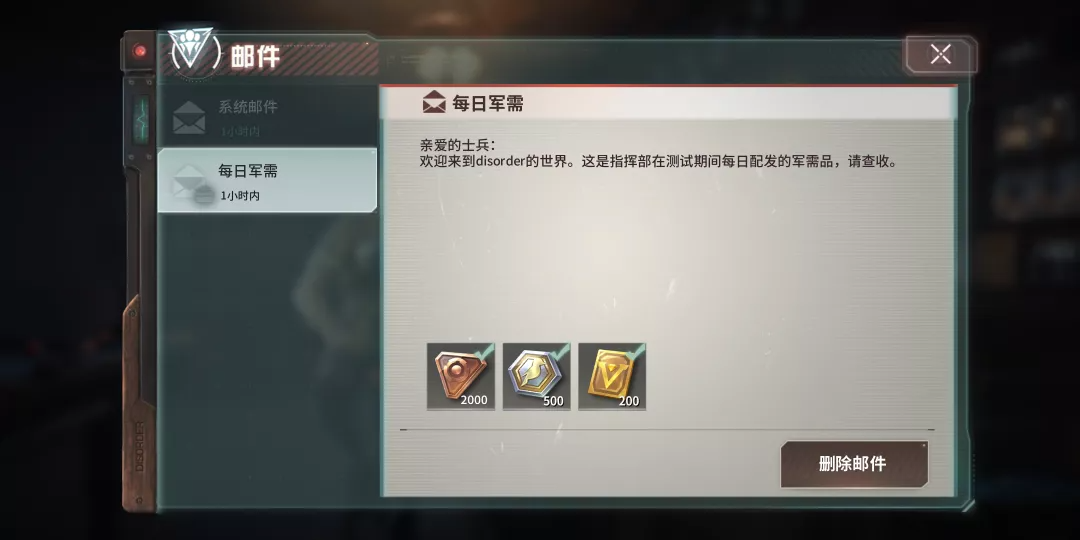 邮件
系统邮件
1小时内
每日军需
1小时内
每日军需
亲爱的士兵：
欢迎来到disorder的世界。这是指挥部在测试期间每日配发的军需品，请查收。
2000
500
200
删除邮件
DISORDER